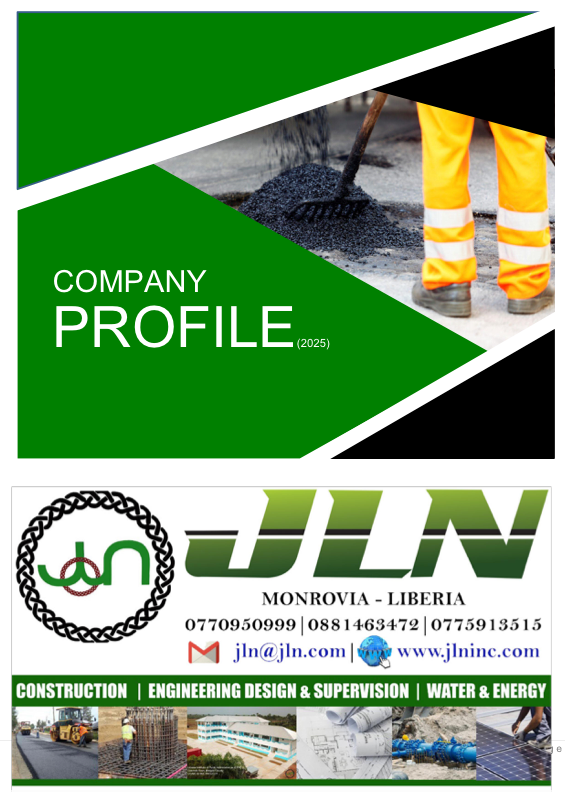 COMPANY
PROFILE (2025)
JLN
JLN
MONROVIA - LIBERIA
0770950999|0881463472|0775913515
jln@jln.com | www.jlninc.com
CONSTRUCTION | ENGINEERING DESIGN & SUPERVISION | WATER & ENERGY
g e